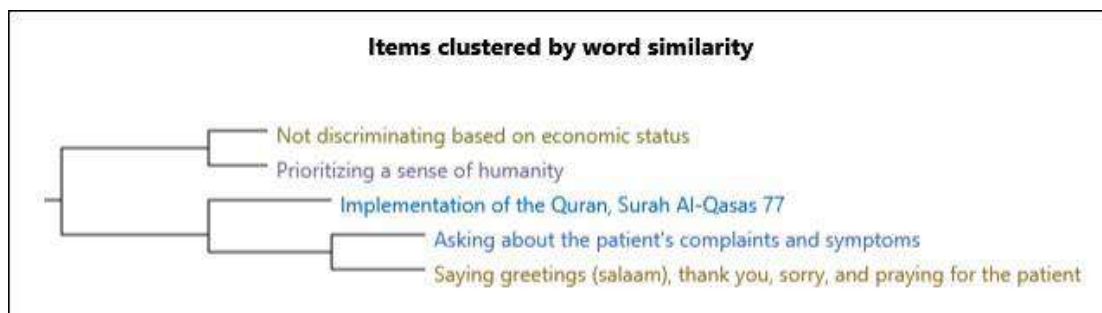 Items clustered by word similarity
Not discriminating based on economic status
Prioritizing a sense of humanity
Implementation of the Quran, Surah Al-Qasas 77
Asking about the patient's complaints and symptoms
Saying greetings (salaam), thank you, sorry, and praying for the patient